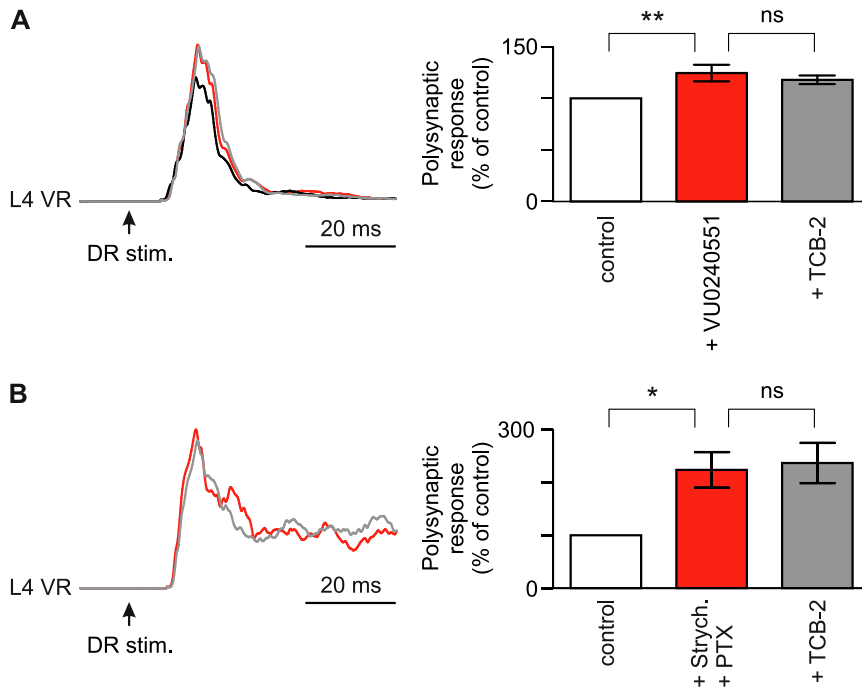 A
L4 VR
DR stim.
20 ms
Polysynaptic
response
(% of control)
150
0
**
ns
control
+ VU0240551
+ TCB-2
B
L4 VR
DR stim.
20 ms
Polysynaptic
response
(% of control)
300
0
*
ns
control
+ Strych.
+ PTX
+ TCB-2